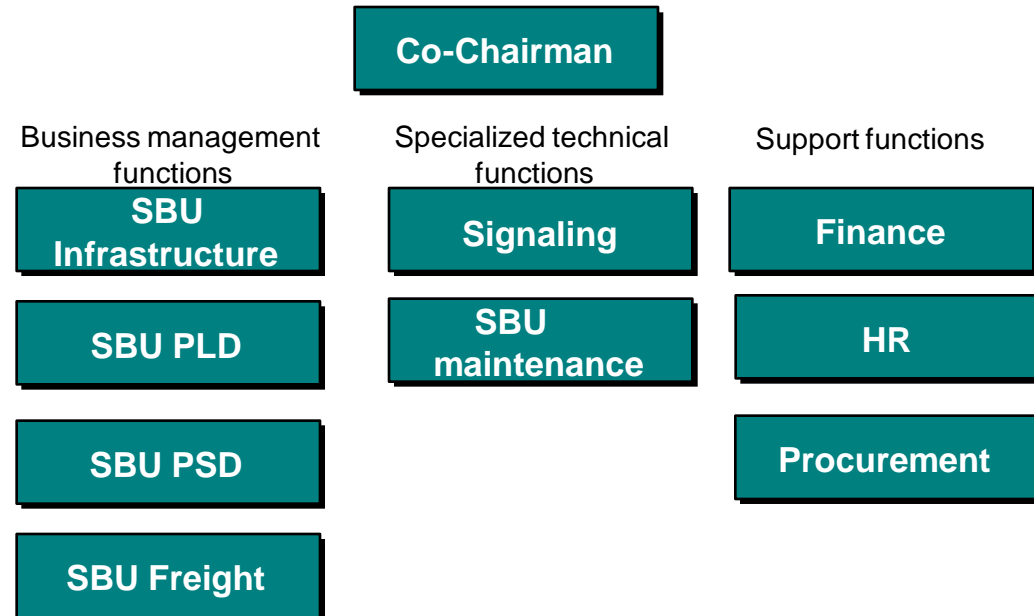 Co-Chairman
Business management
functions
SBU
Infrastructure
SBU PLD
SBU PSD
SBU Freight
Specialized technical
functions
Signaling
SBU
maintenance
Support functions
Finance
HR
Procurement